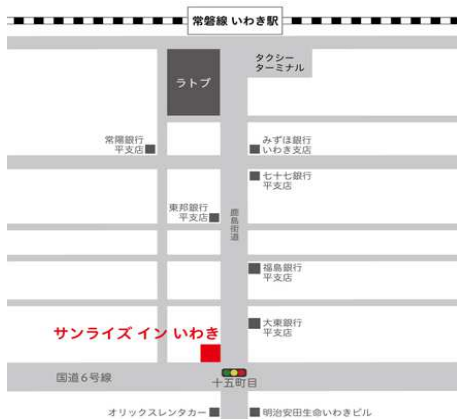 常磐線 いわき駅
タクシー
ターミナル
ラトブ
常陽銀行
平支店
みずほ銀行
いわき支店
七十七銀行
平支店
東邦銀行
平支店
鹿島街道
福島銀行
平支店
サンライズ イン いわき
大東銀行
平支店
国道6号線
十五町目
オリックスレンタカー
明治安田生命いわきビル